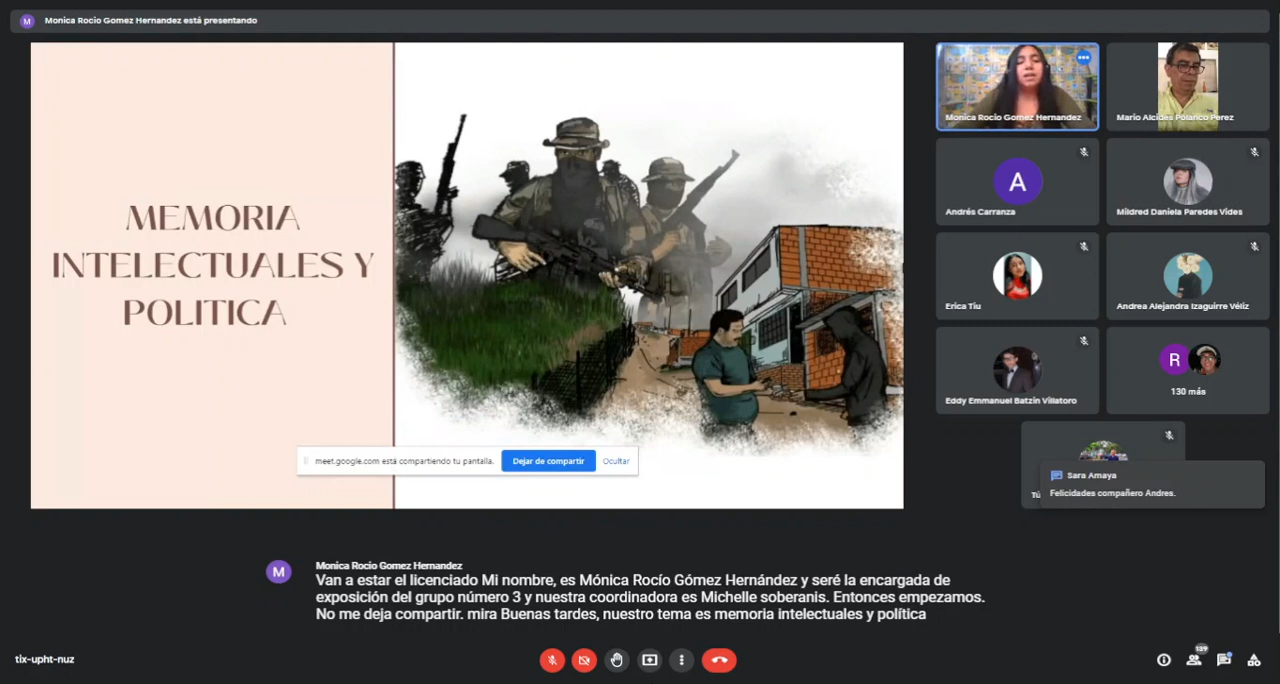 M
Monica Rocio Gomez Hernandez está presentando
MEMORIA
INTELECTUALES Y
POLITICA
meet.google.com está compartiendo tu pantalla.
Dejar de compartir
Ocultar
Monica Rocio Gomez Hernandez
Mario Alcides Polanco Perez
A
Andrés Carranza
Mildred Daniela Paredes Vides
Erica Tiu
Andrea Alejandra Izaguirre Véliz
Eddy Emmanuel Batzin Villatoro
R
130 más
Tú
Sara Amaya
Felicidades compañero Andres.
M
Monica Rocio Gomez Hernandez
Van a estar el licenciado Mi nombre, es Mónica Rocío Gómez Hernández y seré la encargada de
exposición del grupo número 3 y nuestra coordinadora es Michelle soberanis. Entonces empezamos.
No me deja compartir. mira Buenas tardes, nuestro tema es memoria intelectuales y política
tix-upht-nuz
139